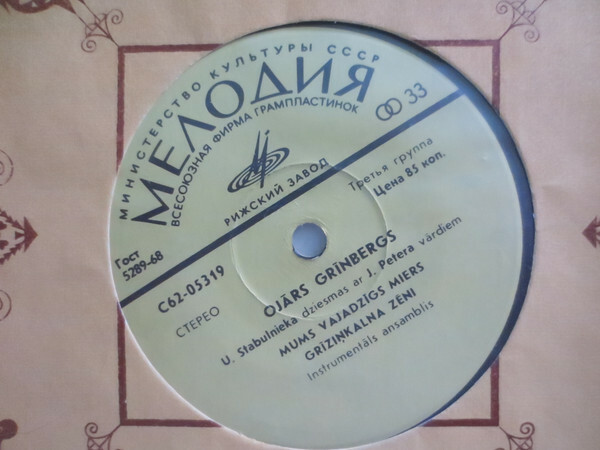 МИНИСТЕРСТВО КУЛЬТУРЫ СССР
МЕЛОДИЯ
ВСЕСОЮЗНАЯ ФИРМА ГРАМПЛАСТИНОК
33
РИЖСКИЙ ЗАВОД
Третья группа
Цена 85 коп.
Гост
5289-68
С62-05319
СТЕРЕО
OJĀRS GRĪNBERGS
U. Stabulnieka dziesmas ar J. Petera vārdiem
MUMS VAJADZĪGS MIERS
GRĪZIŅKALNA ZĒNI
Instrumentāls ansamblis